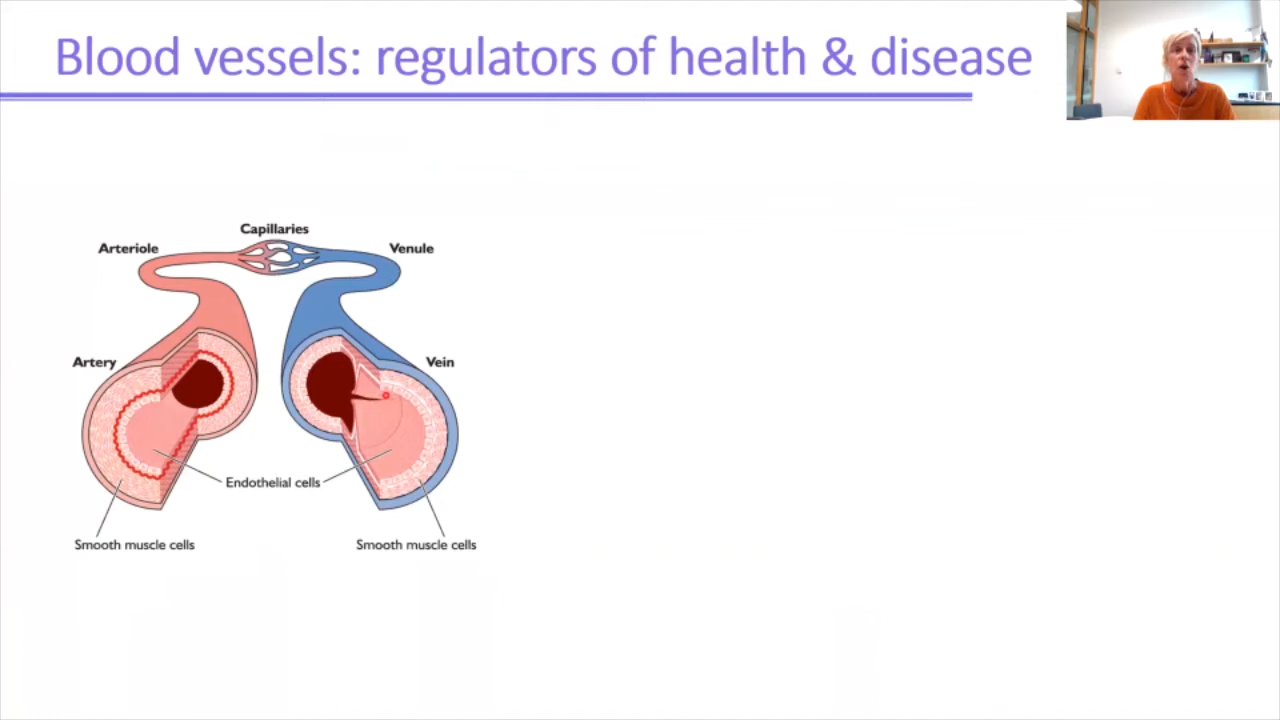 Blood vessels: regulators of health & disease
Capillaries
Arteriole
Venule
Artery
Vein
Endothelial cells
Smooth muscle cells
Smooth muscle cells